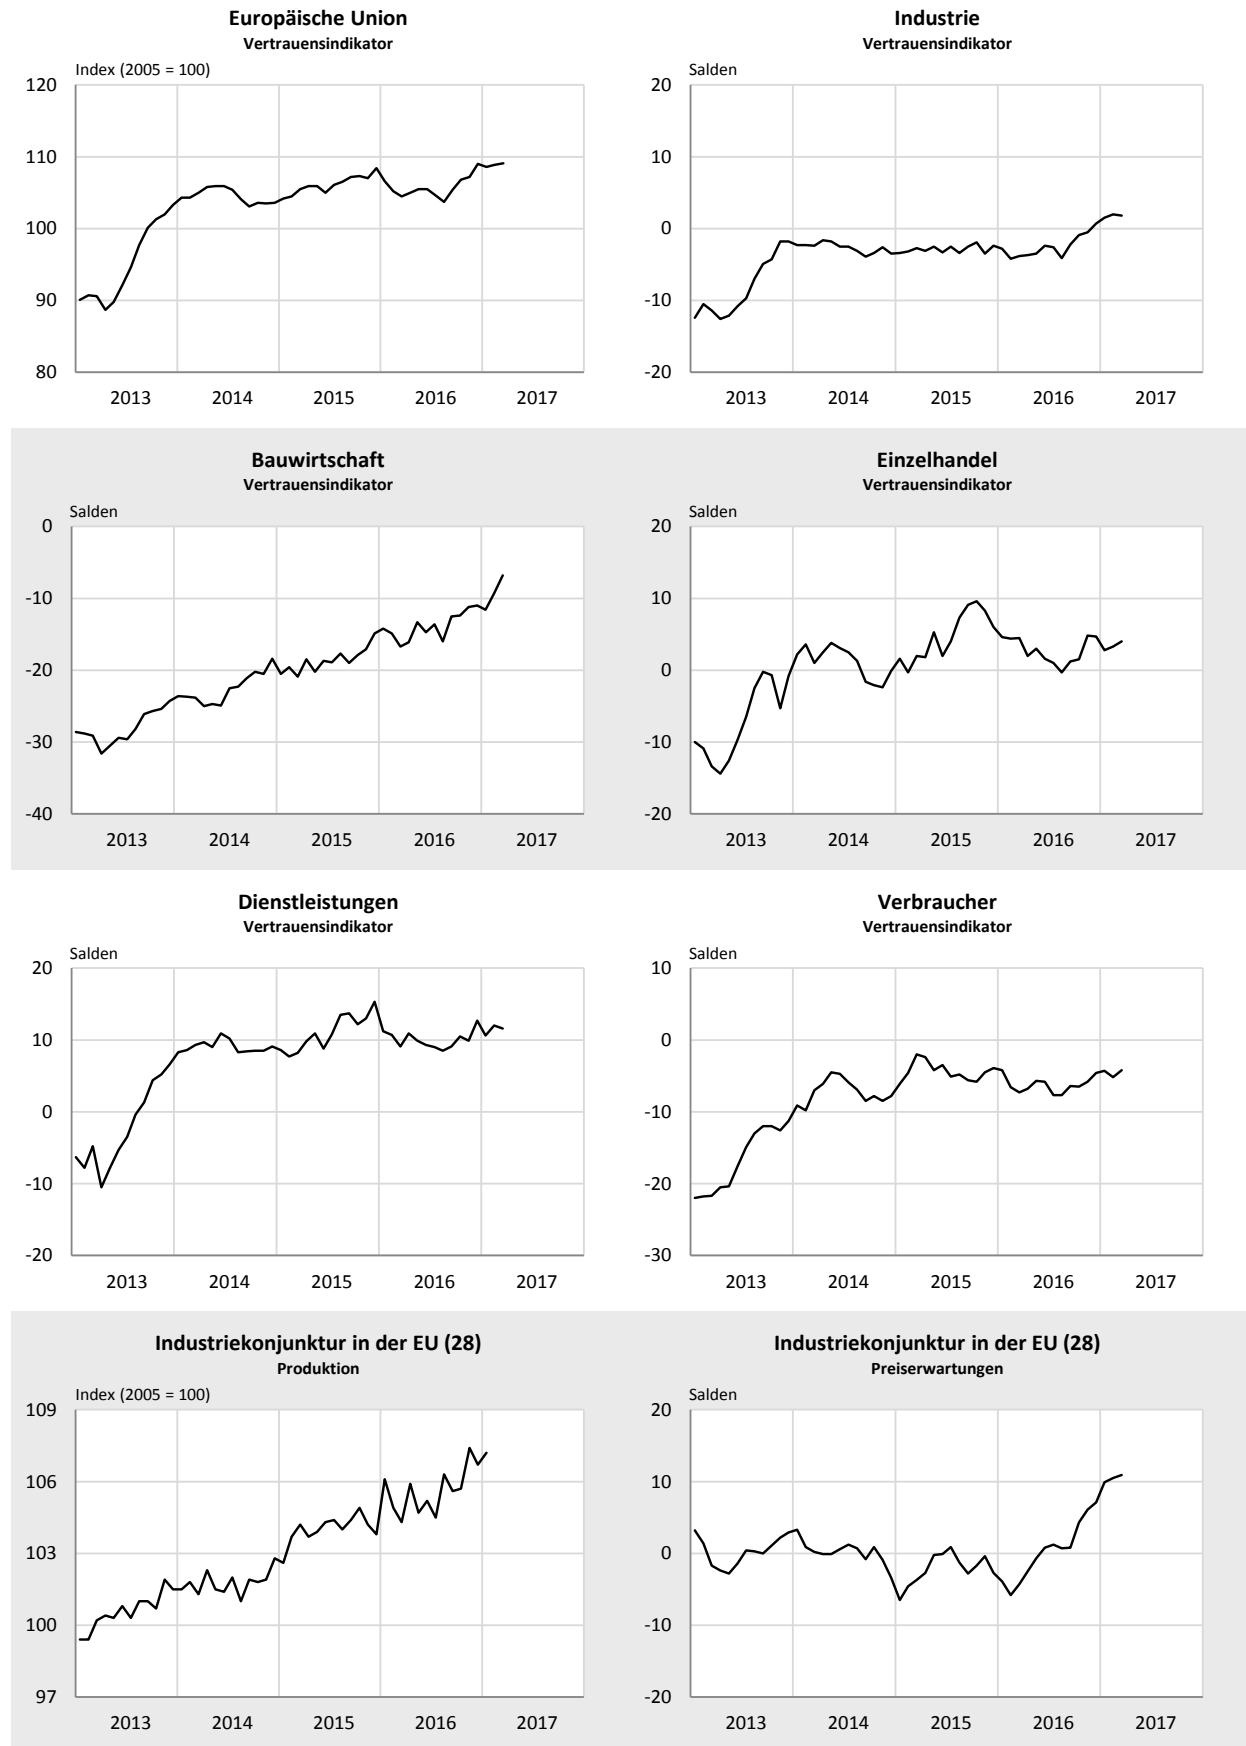 Europäische Union
Vertrauensindikator
Index (2005 = 100)
120
110
100
90
80
2013 2014 2015 2016 2017
Industrie
Vertrauensindikator
Salden
20
10
0
-10
-20
2013 2014 2015 2016 2017
Bauwirtschaft
Vertrauensindikator
Salden
0
-10
-20
-30
-40
2013 2014 2015 2016 2017
Einzelhandel
Vertrauensindikator
Salden
20
10
0
-10
-20
2013 2014 2015 2016 2017
Dienstleistungen
Vertrauensindikator
Salden
20
10
0
-10
-20
2013 2014 2015 2016 2017
Verbraucher
Vertrauensindikator
Salden
10
0
-10
-20
-30
2013 2014 2015 2016 2017
Industriekonjunktur in der EU (28)
Produktion
Index (2005 = 100)
109
106
103
100
97
2013 2014 2015 2016 2017
Industriekonjunktur in der EU (28)
Preiserwartungen
Salden
20
10
0
-10
-20
2013 2014 2015 2016 2017